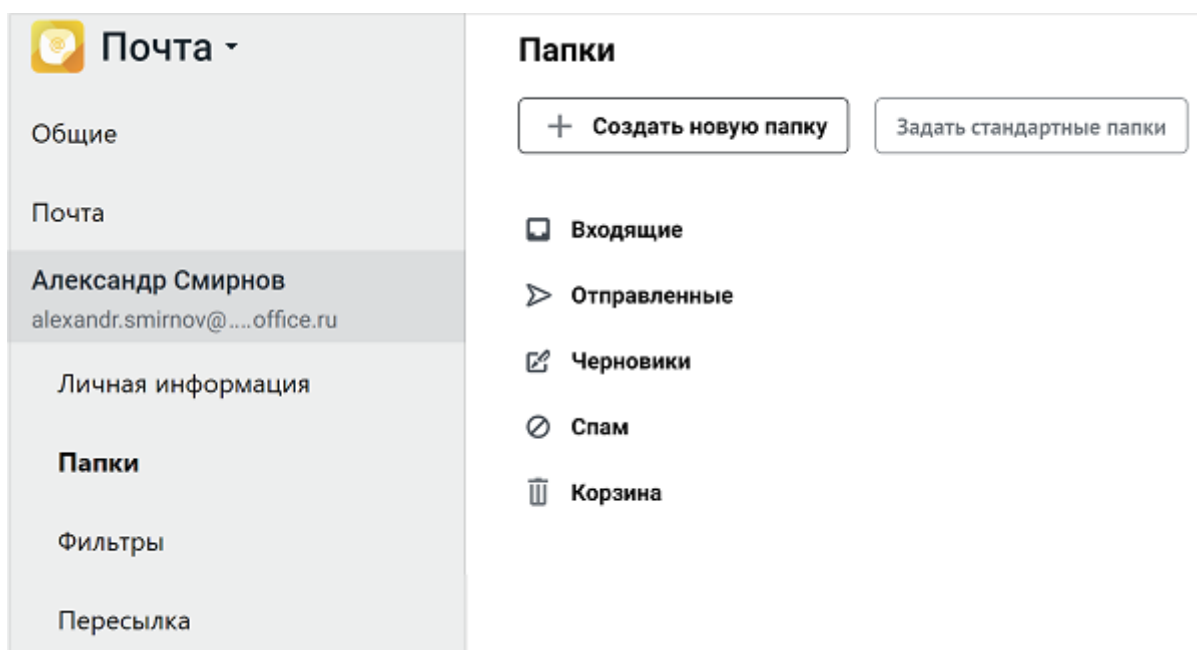 Почта
Общие
Почта
Александр Смирнов
alexandr.smirnov@....office.ru
Личная информация
Папки
Фильтры
Пересылка
Папки
Создать новую папку
Задать стандартные папки
Входящие
Отправленные
Черновики
Спам
Корзина